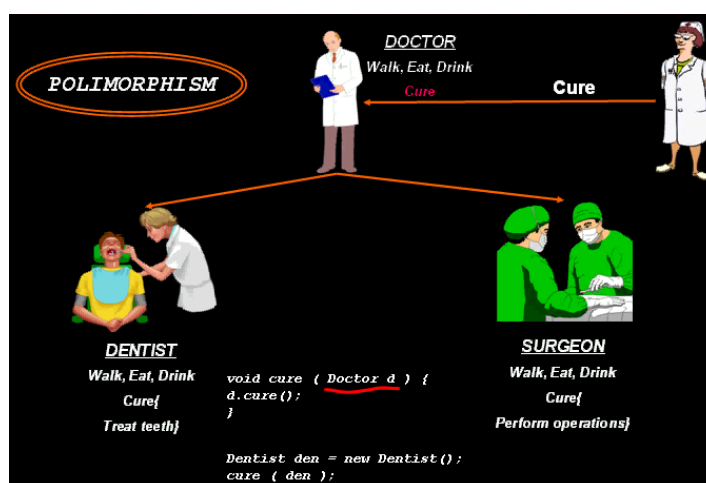 POLIMORPHISM
DOCTOR
Walk, Eat, Drink
Cure
Cure
DENTIST
Walk, Eat, Drink
Cure{
Treat teeth}
void cure ( Doctor d ) {
d.cure();
}
Dentist den = new Dentist();
cure ( den );
SURGEON
Walk, Eat, Drink
Cure{
Perform operations}